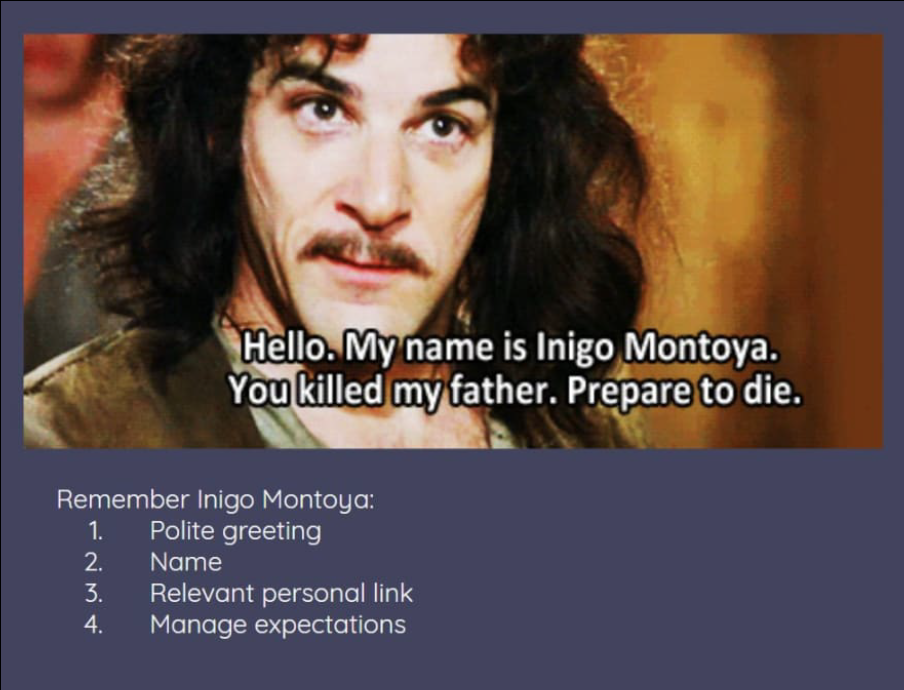 Hello. My name is Inigo Montoya.
You killed my father. Prepare to die.
Remember Inigo Montoya:
1. Polite greeting
2. Name
3. Relevant personal link
4. Manage expectations